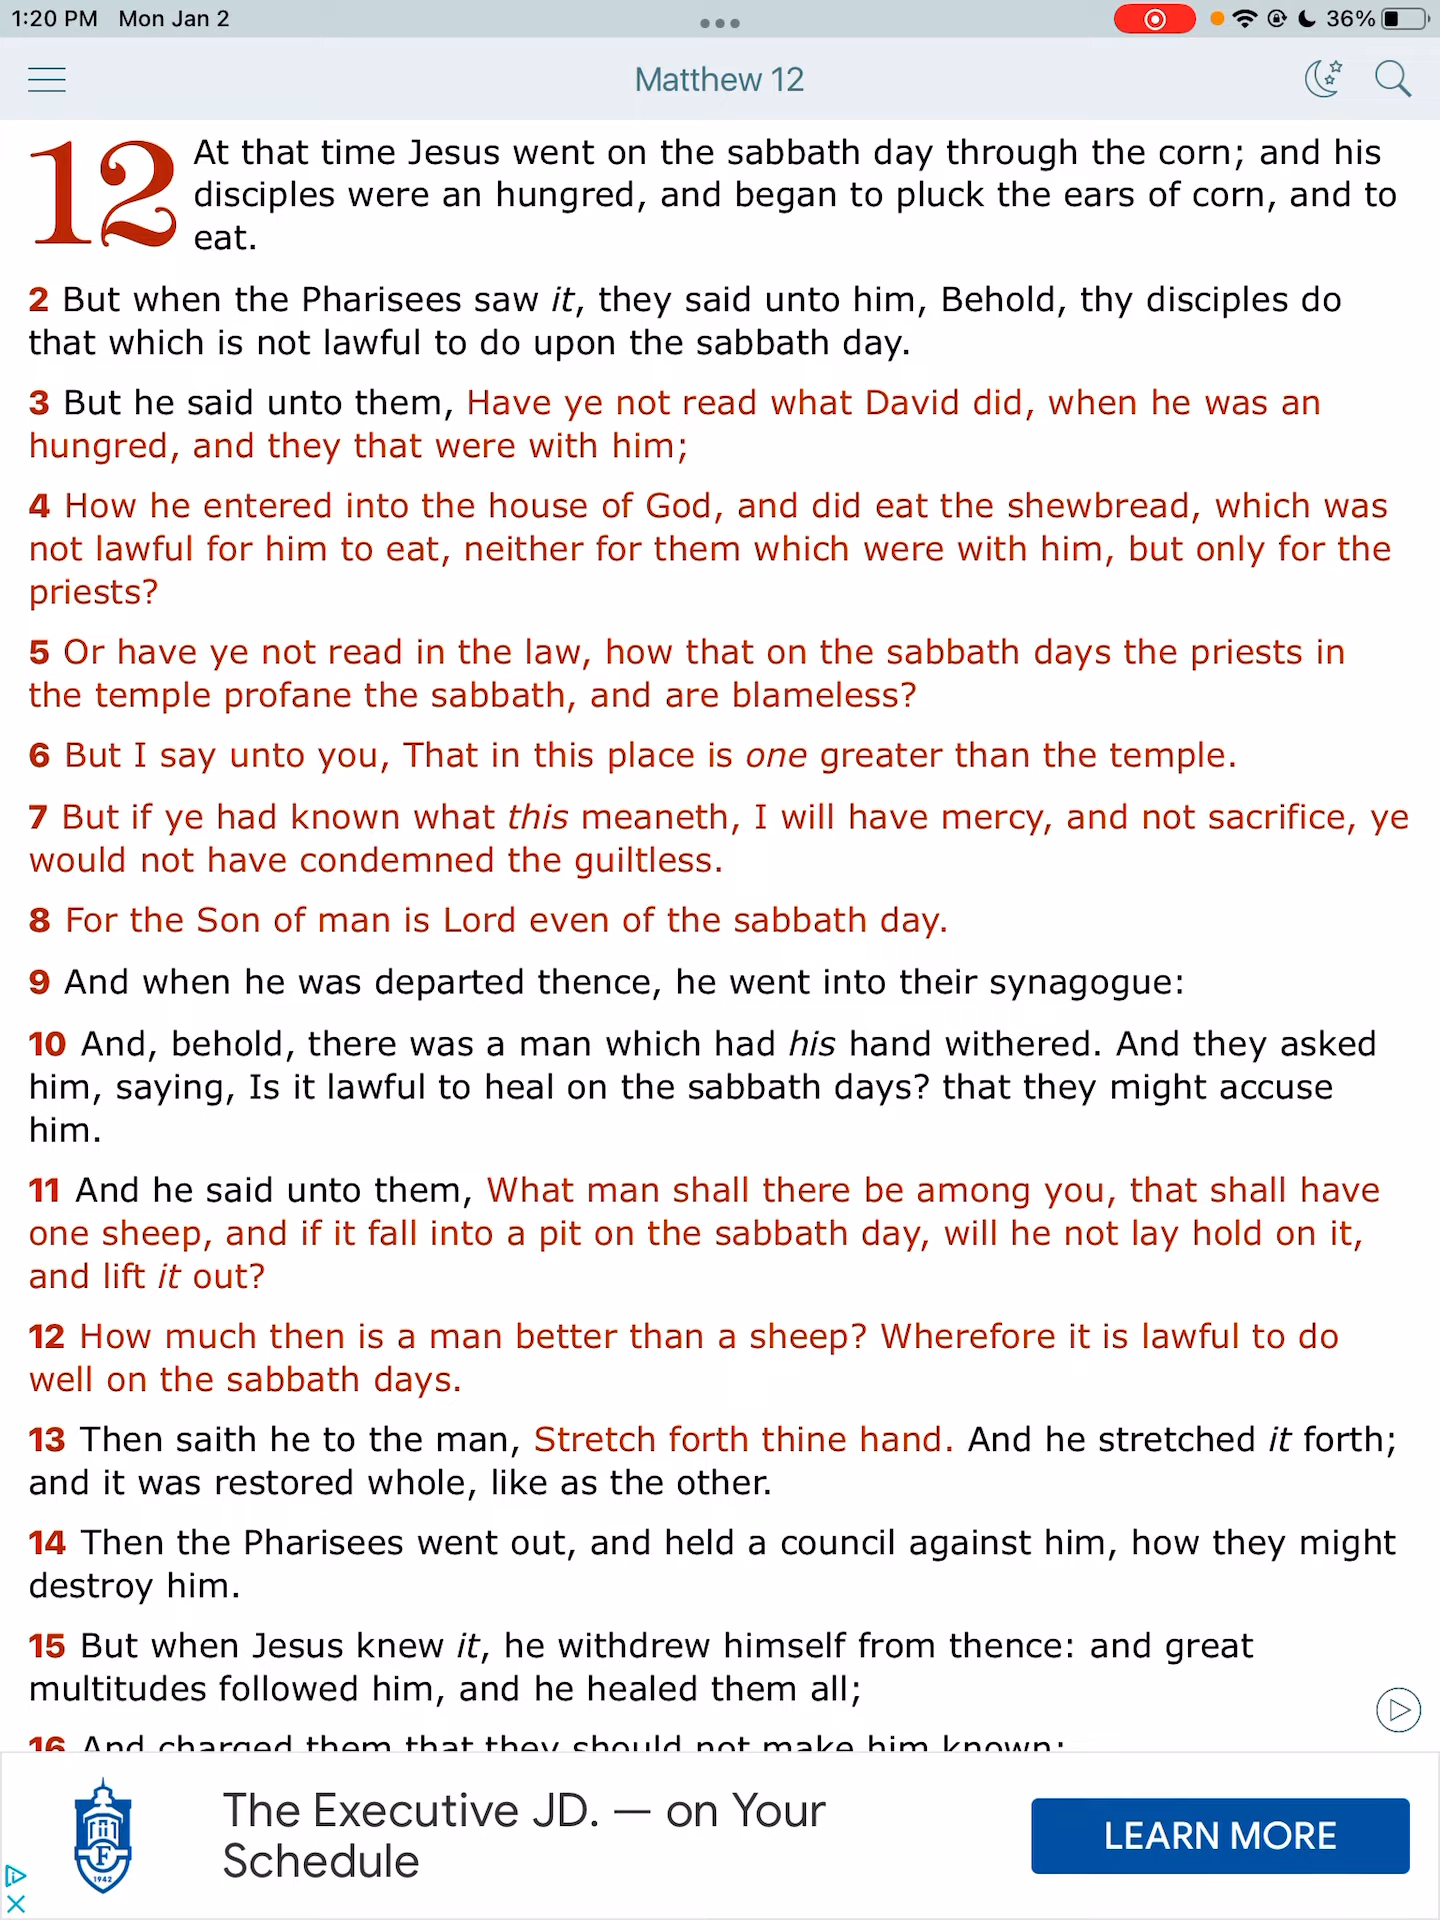 1:20 PM Mon Jan 2
36%
Matthew 12
12 At that time Jesus went on the sabbath day through the corn; and his
disciples were an hungred, and began to pluck the ears of corn, and to
eat.
2 But when the Pharisees saw it, they said unto him, Behold, thy disciples do
that which is not lawful to do upon the sabbath day.
3 But he said unto them, Have ye not read what David did, when he was an
hungred, and they that were with him;
4 How he entered into the house of God, and did eat the shewbread, which was
not lawful for him to eat, neither for them which were with him, but only for the
priests?
5 Or have ye not read in the law, how that on the sabbath days the priests in
the temple profane the sabbath, and are blameless?
6 But I say unto you, That in this place is one greater than the temple.
7 But if ye had known what this meaneth, I will have mercy, and not sacrifice, ye
would not have condemned the guiltless.
8 For the Son of man is Lord even of the sabbath day.
9 And when he was departed thence, he went into their synagogue:
10 And, behold, there was a man which had his hand withered. And they asked
him, saying, Is it lawful to heal on the sabbath days? that they might accuse
him.
11 And he said unto them, What man shall there be among you, that shall have
one sheep, and if it fall into a pit on the sabbath day, will he not lay hold on it,
and lift it out?
12 How much then is a man better than a sheep? Wherefore it is lawful to do
well on the sabbath days.
13 Then saith he to the man, Stretch forth thine hand. And he stretched it forth;
and it was restored whole, like as the other.
14 Then the Pharisees went out, and held a council against him, how they might
destroy him.
15 But when Jesus knew it, he withdrew himself from thence: and great
multitudes followed him, and he healed them all;
16 And charged them that they should not make him known:
F
1942
The Executive JD. — on Your
Schedule
LEARN MORE